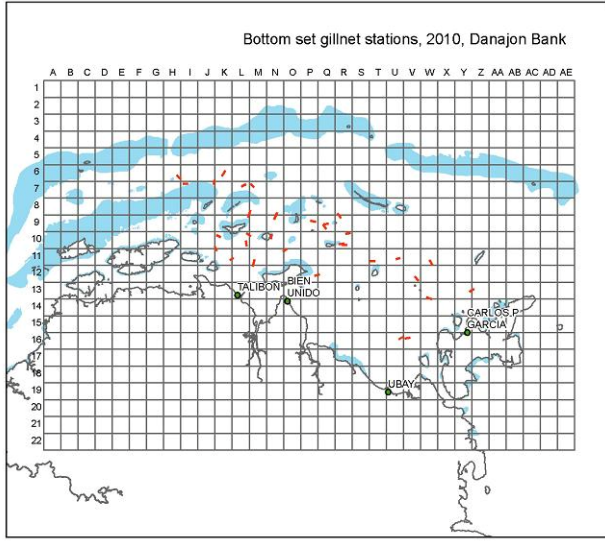 Bottom set gillnet stations, 2010, Danajon Bank
A B C D E F G H I J K L M N O P Q R S T U V W X Y Z AA AB AC AD AE
1
2
3
4
5
6
7
8
9
10
11
12
13
14
15
16
17
18
19
20
21
22
TALIBON
BIEN
UNIDO
CARLOS P.
GARCIA
UBAY